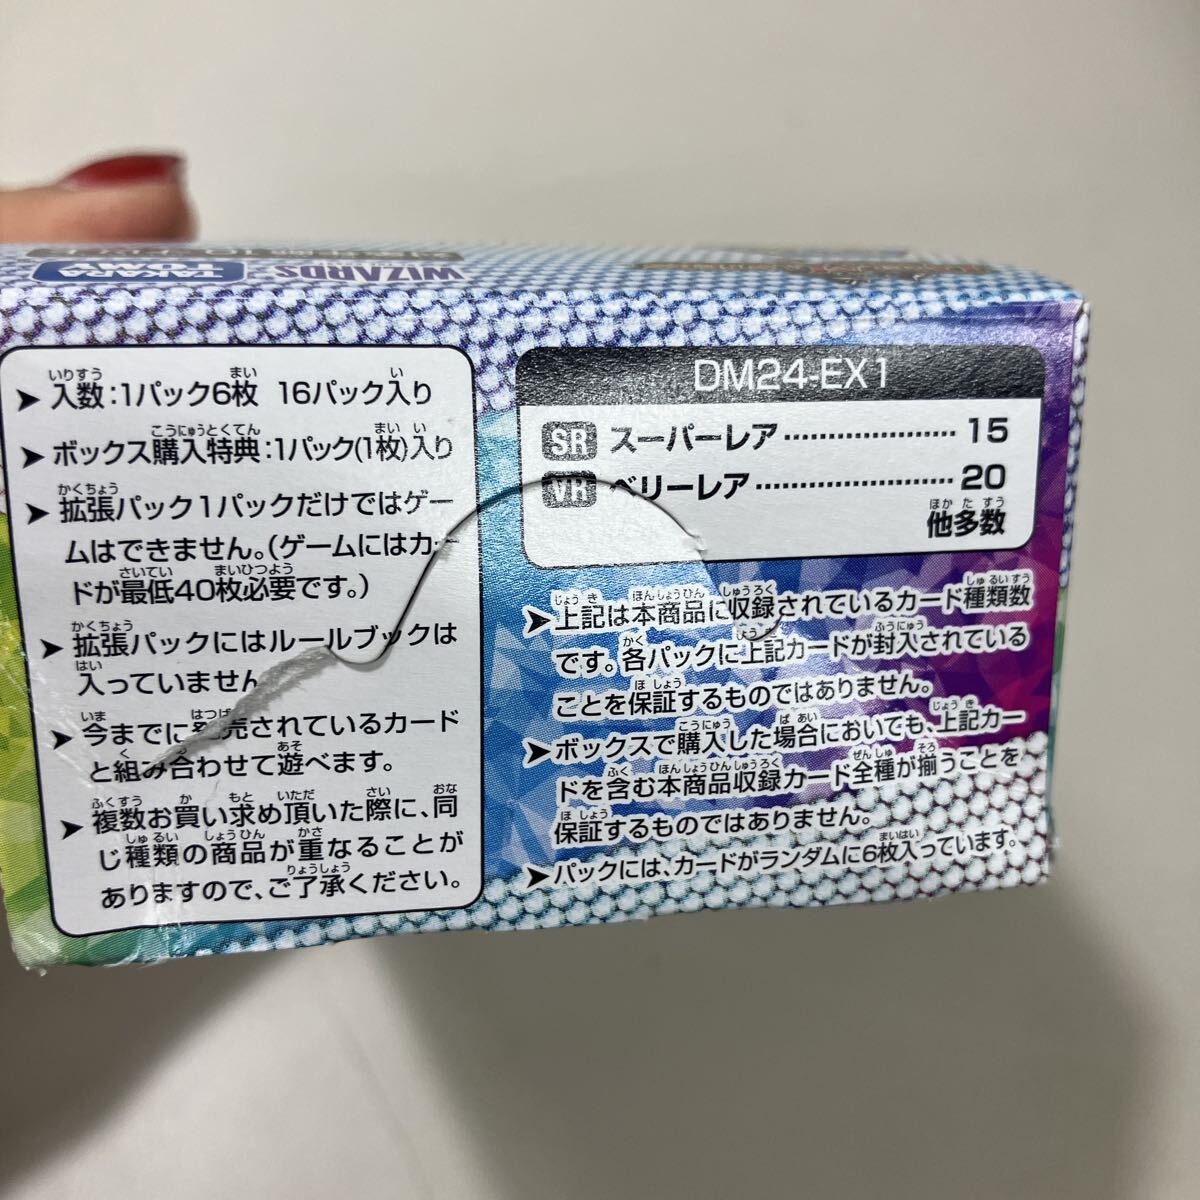 TAKARA TOMY
WIZARDS
➤入数:1パック6枚 16パック入り
➤ボックス購入特典:1パック(1枚)入り
➤拡張パック1パックだけではゲー
ムはできません。(ゲームにはカー
ドが最低40枚必要です。)
➤拡張パックにはルールブックは
入っていません
➤今までに発売されているカード
と組み合わせて遊べます。
➤複数お買い求め頂いた際に、同
じ種類の商品が重なることが
ありますので、ご了承ください。
DM24-EX1
SR スーパーレア 15
VR ベリーレア 20
他多数
➤上記は本商品に収録されているカード種類数
です。各パックに上記カードが封入されている
ことを保証するものではありません。
➤ボックスで購入した場合においても、上記カー
ドを含む本商品収録カード全種が揃うことを
保証するものではありません。
➤パックには、カードがランダムに6枚入っています。